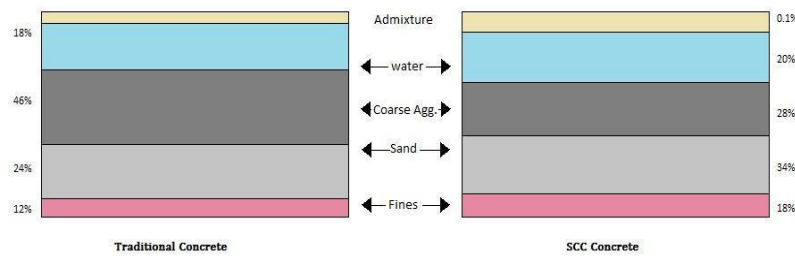 Admixture
0.1%
18%
water
20%
46%
Coarse Agg.
28%
Sand
24%
34%
12%
Fines
18%
Traditional Concrete
SCC Concrete